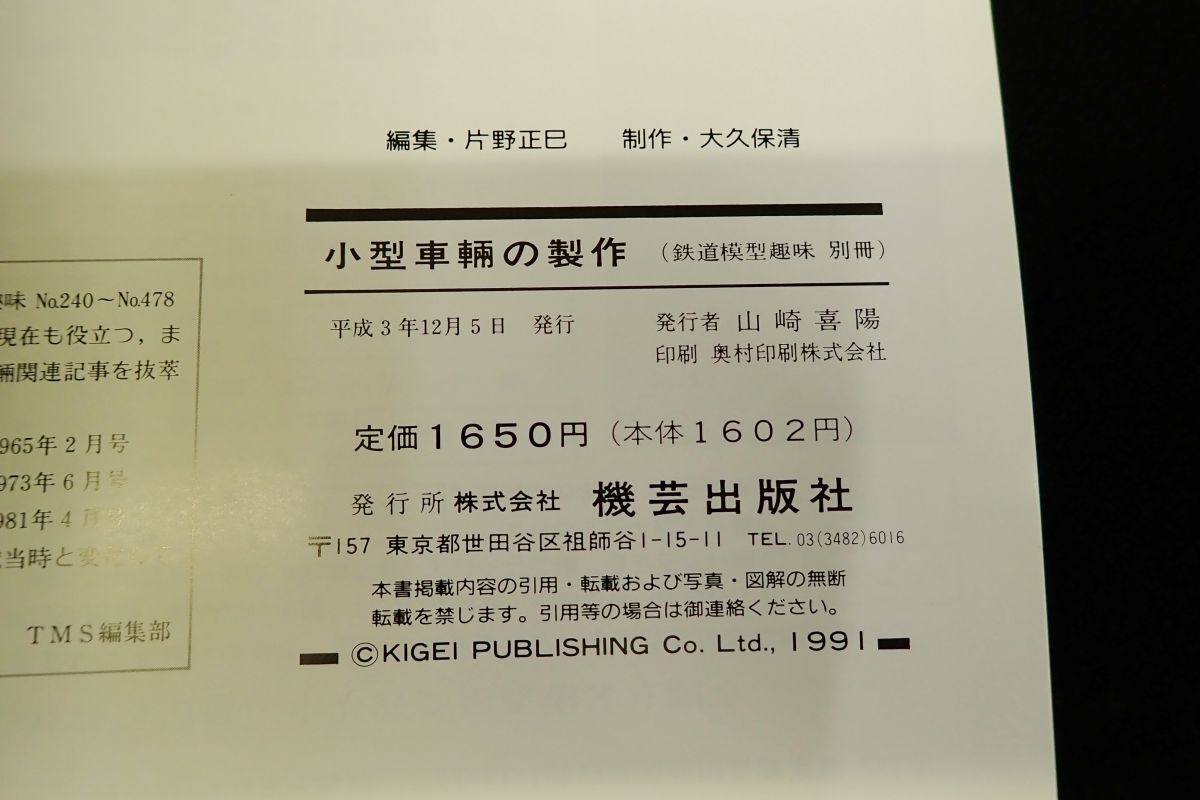 編集・片野正巳　制作・大久保清
小型車輛の製作（鉄道模型趣味 別冊）
平成3年12月5日　発行
発行者 山崎喜陽
印刷 奥村印刷株式会社
定価1650円（本体1602円）
発行所 株式会社 機芸出版社
〒157 東京都世田谷区祖師谷1-15-11　TEL.03(3482)6016
本書掲載内容の引用・転載および写真・図解の無断
転載を禁じます。引用等の場合は御連絡ください。
©KIGEI PUBLISHING Co. Ltd., 1991
味 No.240～No.478
現在も役立つ，ま
輛関連記事を抜萃
965年2月号
973年6月号
981年4月号
当時と変
TMS編集部